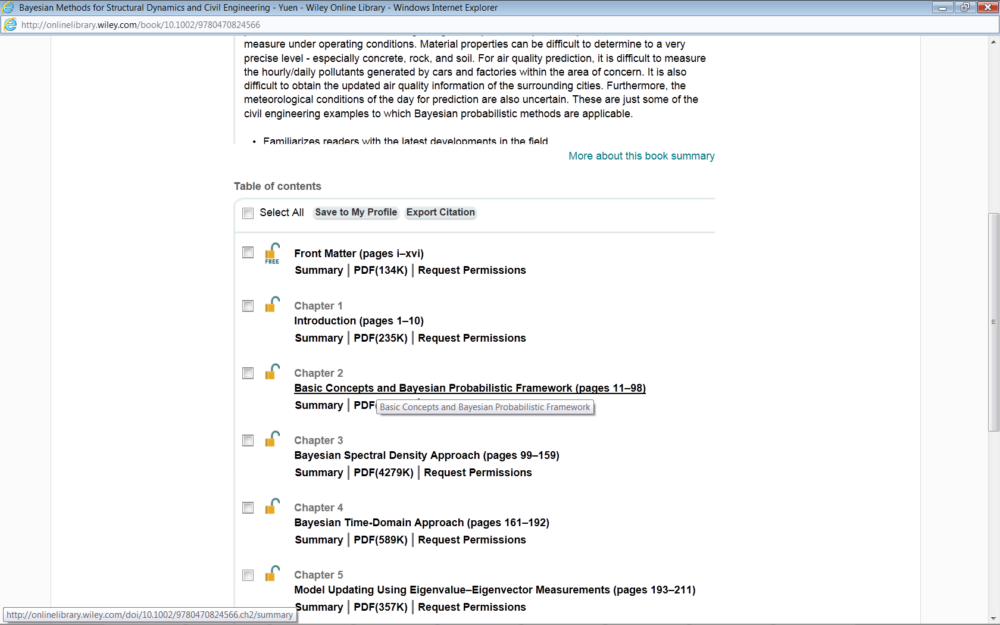 Bayesian Methods for Structural Dynamics and Civil Engineering - Yuen - Wiley Online Library - Windows Internet Explorer
http://onlinelibrary.wiley.com/book/10.1002/9780470824566
measure under operating conditions. Material properties can be difficult to determine to a very
precise level - especially concrete, rock, and soil. For air quality prediction, it is difficult to measure
the hourly/daily pollutants generated by cars and factories within the area of concern. It is also
difficult to obtain the updated air quality information of the surrounding cities. Furthermore, the
meteorological conditions of the day for prediction are also uncertain. These are just some of the
civil engineering examples to which Bayesian probabilistic methods are applicable.
• Familiarizes readers with the latest developments in the field
More about this book summary
Table of contents
Select All Save to My Profile Export Citation
FREE
Front Matter (pages i–xvi)
Summary | PDF(134K) | Request Permissions
Chapter 1
Introduction (pages 1–10)
Summary | PDF(235K) | Request Permissions
Chapter 2
Basic Concepts and Bayesian Probabilistic Framework (pages 11–98)
Summary | PDF(
Basic Concepts and Bayesian Probabilistic Framework
Chapter 3
Bayesian Spectral Density Approach (pages 99–159)
Summary | PDF(4279K) | Request Permissions
Chapter 4
Bayesian Time-Domain Approach (pages 161–192)
Summary | PDF(589K) | Request Permissions
Chapter 5
Model Updating Using Eigenvalue–Eigenvector Measurements (pages 193–211)
Summary | PDF(357K) | Request Permissions
http://onlinelibrary.wiley.com/doi/10.1002/9780470824566.ch2/summary